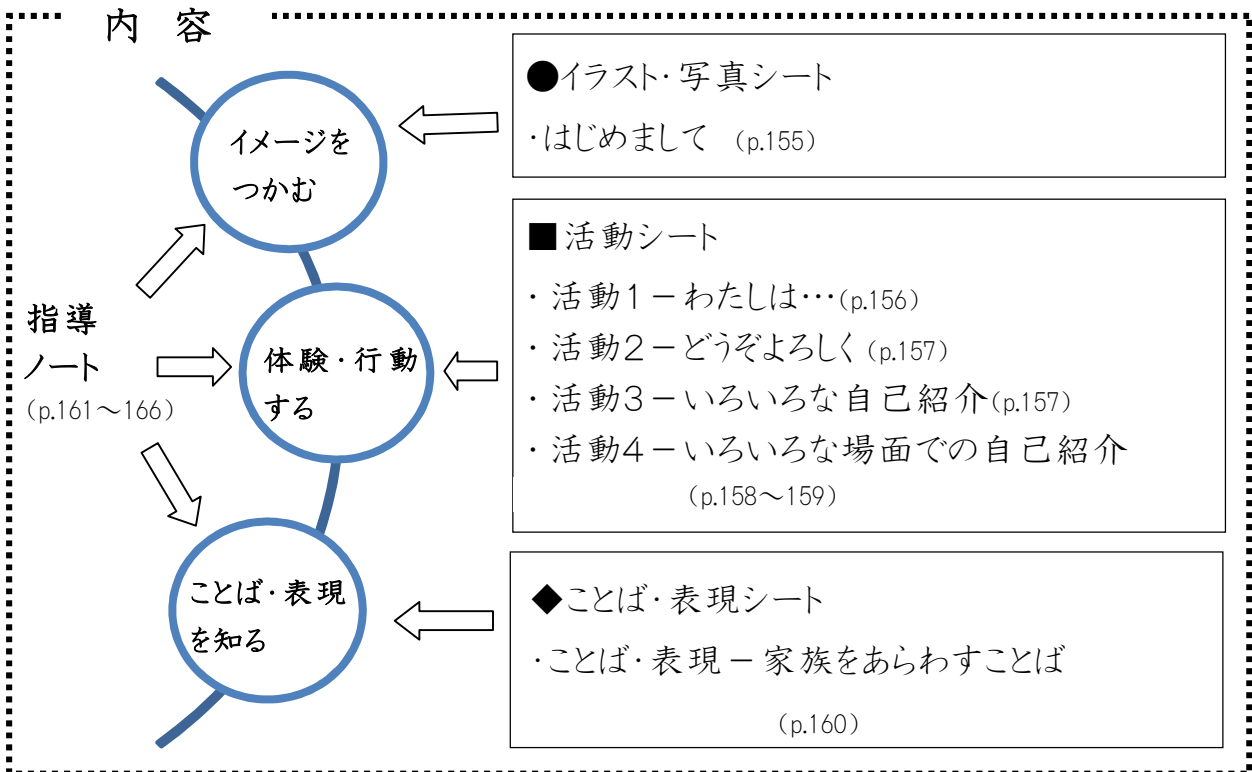 内 容
イメージを
つかむ
●イラスト・写真シート
・はじめまして (p.155)
指導
ノート
(p.161～166)
体験・行動
する
■活動シート
・活動1－わたしは…(p.156)
・活動2－どうぞよろしく(p.157)
・活動3－いろいろな自己紹介(p.157)
・活動4－いろいろな場面での自己紹介
(p.158～159)
ことば・表現
を知る
◆ことば・表現シート
・ことば・表現－家族をあらわすことば
(p.160)